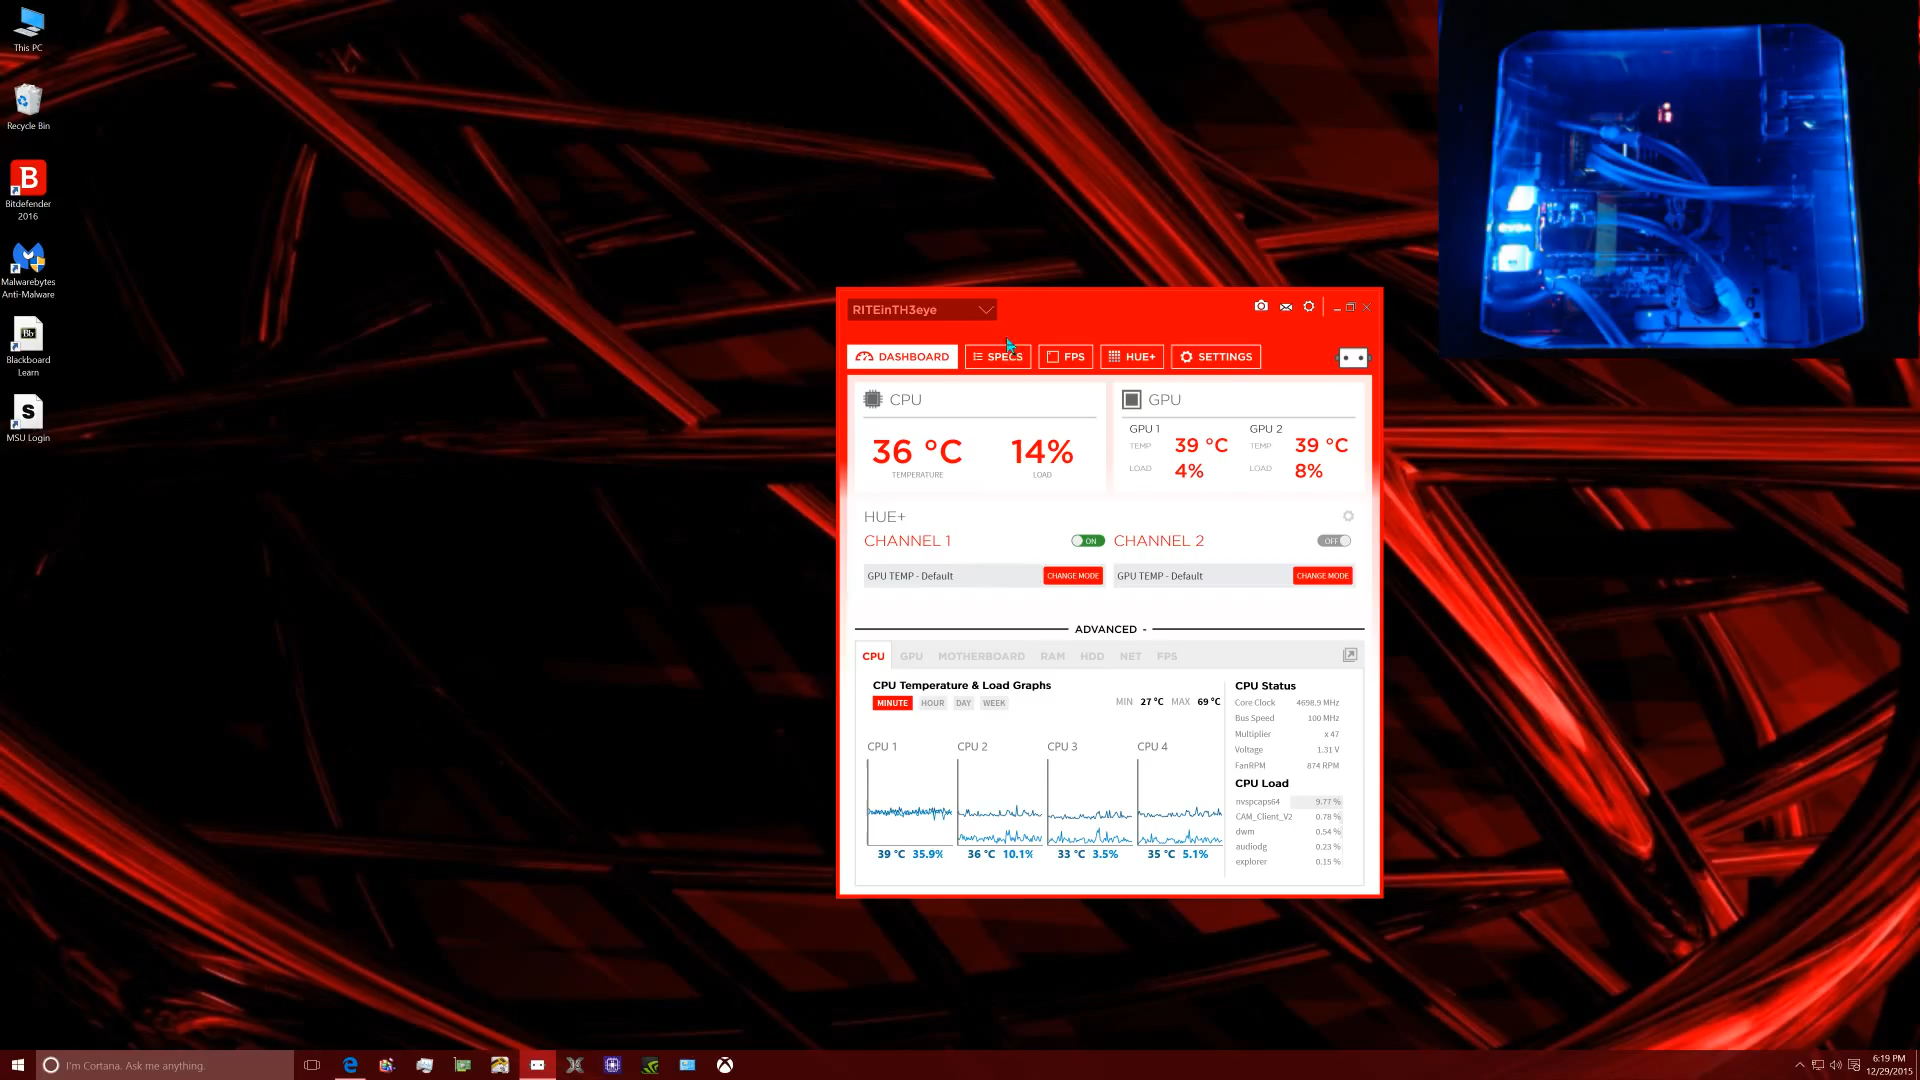 This PC
Recycle Bin
B
Bitdefender
2016
Malwarebytes
Anti-Malware
Bb
Blackboard
Learn
S
MSU Login
EVGA
RITEinTH3eye
DASHBOARD
SPECS
FPS
HUE+
SETTINGS
CPU
36 °C
TEMPERATURE
14%
LOAD
GPU
GPU 1
TEMP 39 °C
LOAD 4%
GPU 2
TEMP 39 °C
LOAD 8%
HUE+
CHANNEL 1
ON
GPU TEMP - Default
CHANGE MODE
CHANNEL 2
OFF
GPU TEMP - Default
CHANGE MODE
ADVANCED -
CPU GPU MOTHERBOARD RAM HDD NET FPS
CPU Temperature & Load Graphs
MINUTE HOUR DAY WEEK
MIN 27 °C MAX 69 °C
CPU 1
39 °C 35.9%
CPU 2
36 °C 10.1%
CPU 3
33 °C 3.5%
CPU 4
35 °C 5.1%
CPU Status
Core Clock 4698.9 MHz
Bus Speed 100 MHz
Multiplier x 47
Voltage 1.31 V
FanRPM 874 RPM
CPU Load
nvspcaps64 9.77 %
CAM_Client_V2 0.78 %
dwm 0.54 %
audiodg 0.23 %
explorer 0.15 %
I'm Cortana. Ask me anything.
6:19 PM
12/29/2015